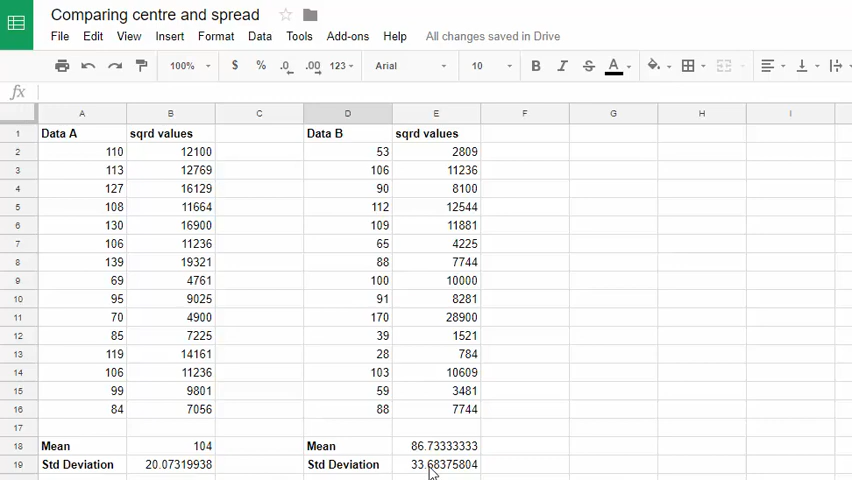 Comparing centre and spread
File Edit View Insert Format Data Tools Add-ons Help All changes saved in Drive
100% $ % .0 .00 123 Arial 10 B I S A
fx
A B C D E F G H I
1 Data A sqrd values Data B sqrd values
2 110 12100 53 2809
3 113 12769 106 11236
4 127 16129 90 8100
5 108 11664 112 12544
6 130 16900 109 11881
7 106 11236 65 4225
8 139 19321 88 7744
9 69 4761 100 10000
10 95 9025 91 8281
11 70 4900 170 28900
12 85 7225 39 1521
13 119 14161 28 784
14 106 11236 103 10609
15 99 9801 59 3481
16 84 7056 88 7744
17
18 Mean 104 Mean 86.73333333
19 Std Deviation 20.07319938 Std Deviation 33.68375804